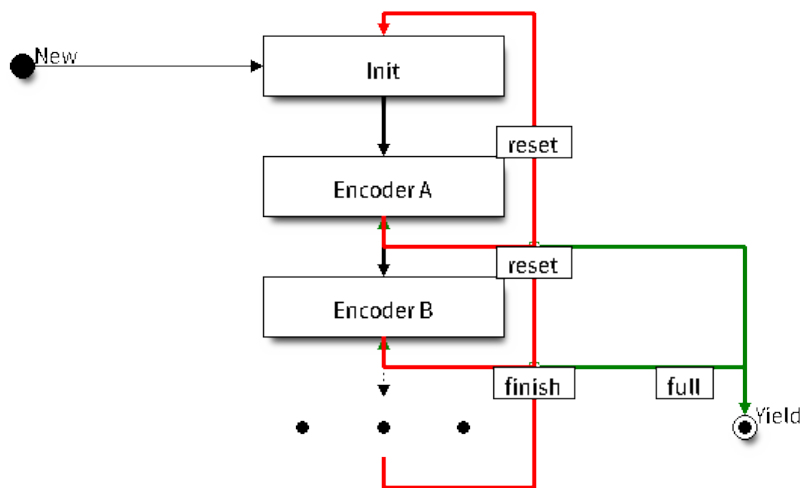 New
Init
reset
Encoder A
reset
Encoder B
finish
full
Yield